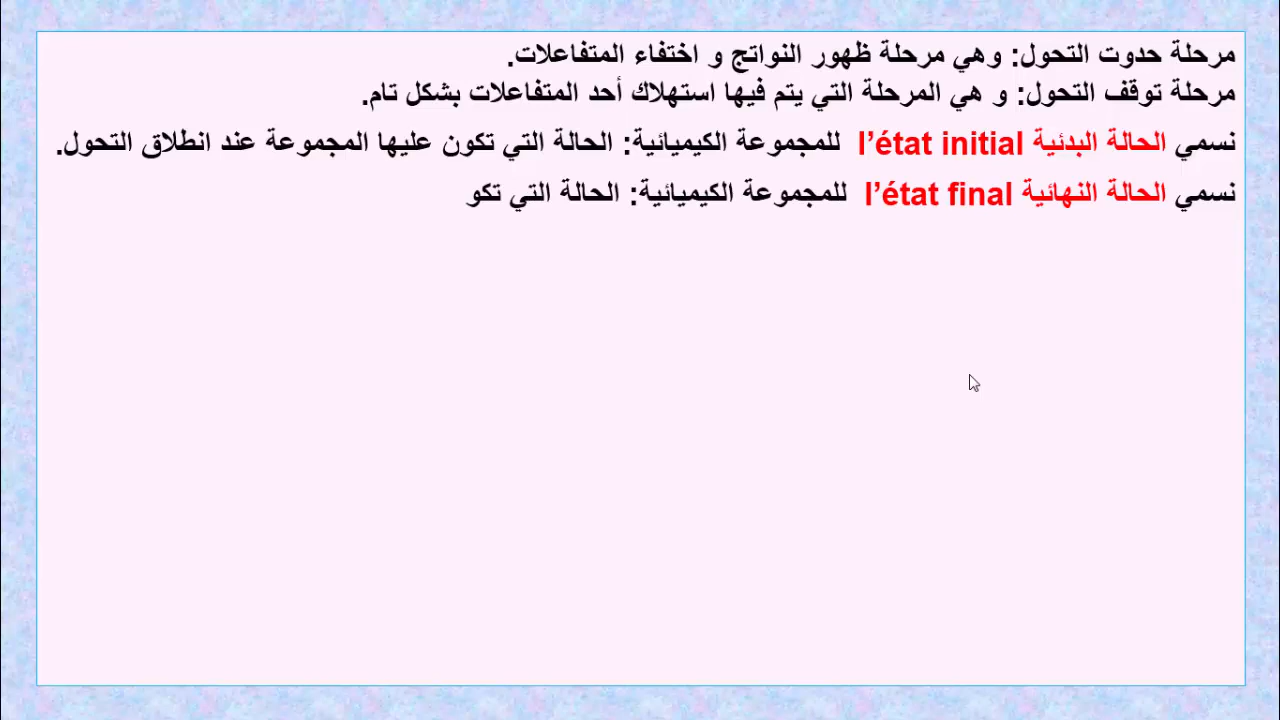 مرحلة حدوت التحول: وهي مرحلة ظهور النواتج و اختفاء المتفاعلات.
مرحلة توقف التحول: و هي المرحلة التي يتم فيها استهلاك أحد المتفاعلات بشكل تام.
نسمي الحالة البدئية l’état initial للمجموعة الكيميائية: الحالة التي تكون عليها المجموعة عند انطلاق التحول.
نسمي الحالة النهائية l’état final للمجموعة الكيميائية: الحالة التي تكو